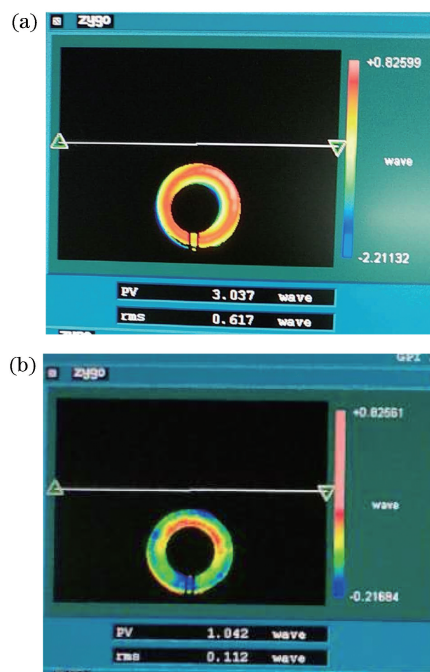 (a)
zygo
+0.82599
wave
-2.21132
PV 3.037 wave
rms 0.617 wave
zygo
(b)
GPI
zygo
+0.82561
wave
-0.21684
PV 1.042 wave
rms 0.112 wave